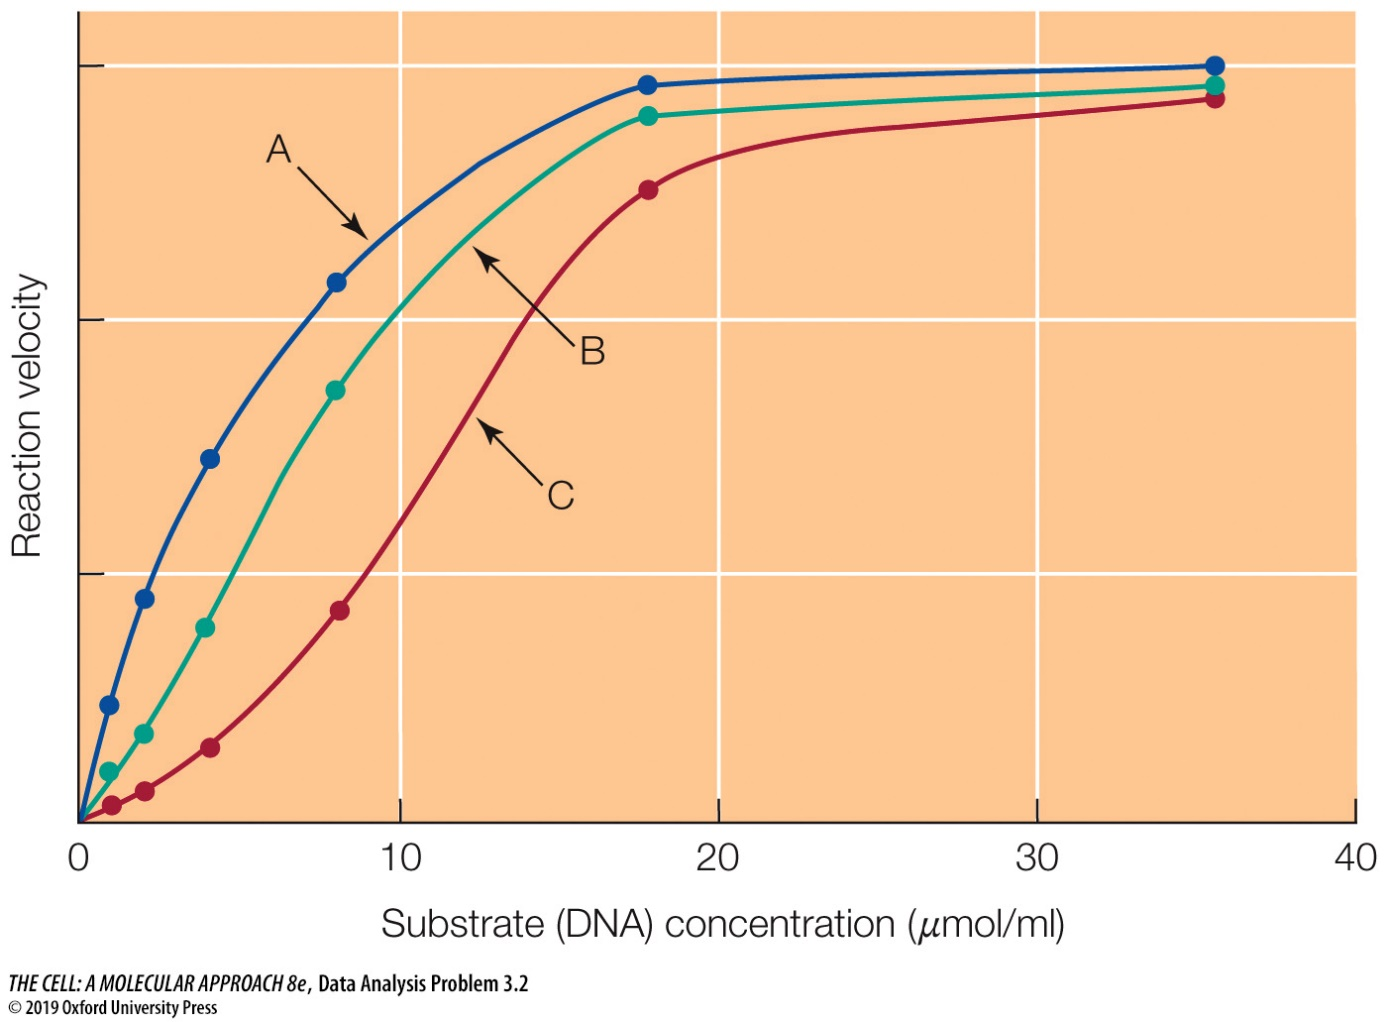 A
B
C
Reaction velocity
0 10 20 30 40
Substrate (DNA) concentration (μmol/ml)
THE CELL: A MOLECULAR APPROACH 8e, Data Analysis Problem 3.2
© 2019 Oxford University Press